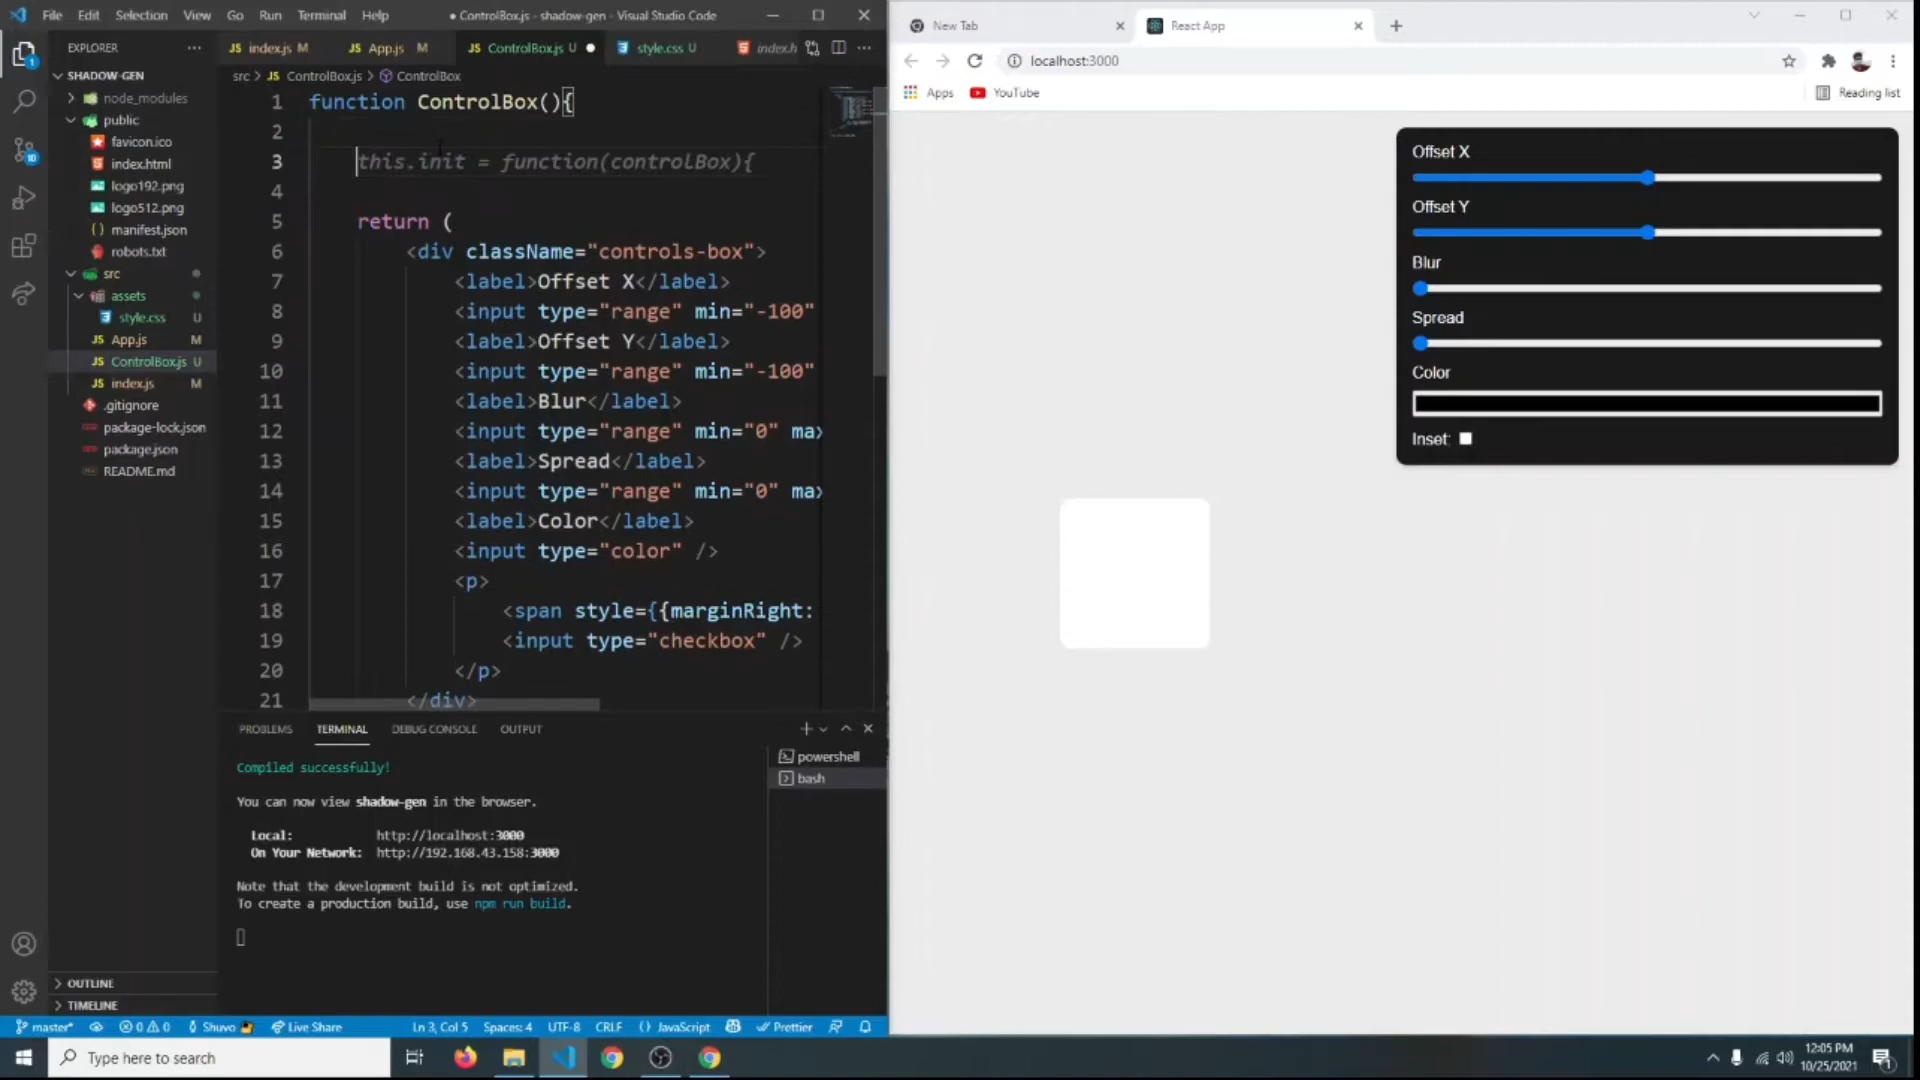 File Edit Selection View Go Run Terminal Help
● ControlBox.js - shadow-gen - Visual Studio Code
EXPLORER
SHADOW-GEN
node_modules
public
favicon.ico
index.html
logo192.png
logo512.png
manifest.json
robots.txt
src
assets
style.css U
App.js M
ControlBox.js U
index.js M
.gitignore
package-lock.json
package.json
README.md
OUTLINE
TIMELINE
JS index.js M JS App.js M JS ControlBox.js U style.css U index.h
src > JS ControlBox.js > ControlBox
1 function ControlBox(){
2
3 this.init = function(controlBox){
4
5 return (
6 <div className="controls-box">
7 <label>Offset X</label>
8 <input type="range" min="-100"
9 <label>Offset Y</label>
10 <input type="range" min="-100"
11 <label>Blur</label>
12 <input type="range" min="0" max
13 <label>Spread</label>
14 <input type="range" min="0" max
15 <label>Color</label>
16 <input type="color" />
17 <p>
18 <span style={{marginRight:
19 <input type="checkbox" />
20 </p>
21 </div>
PROBLEMS TERMINAL DEBUG CONSOLE OUTPUT
powershell
bash
Compiled successfully!
You can now view shadow-gen in the browser.
Local: http://localhost:3000
On Your Network: http://192.168.43.158:3000
Note that the development build is not optimized.
To create a production build, use npm run build.
master* 0 0 Shuvo Live Share Ln 3, Col 5 Spaces: 4 UTF-8 CRLF {} JavaScript Prettier
New Tab React App
localhost:3000
Apps YouTube Reading list
Offset X
Offset Y
Blur
Spread
Color
Inset:
Type here to search
12:05 PM
10/25/2021